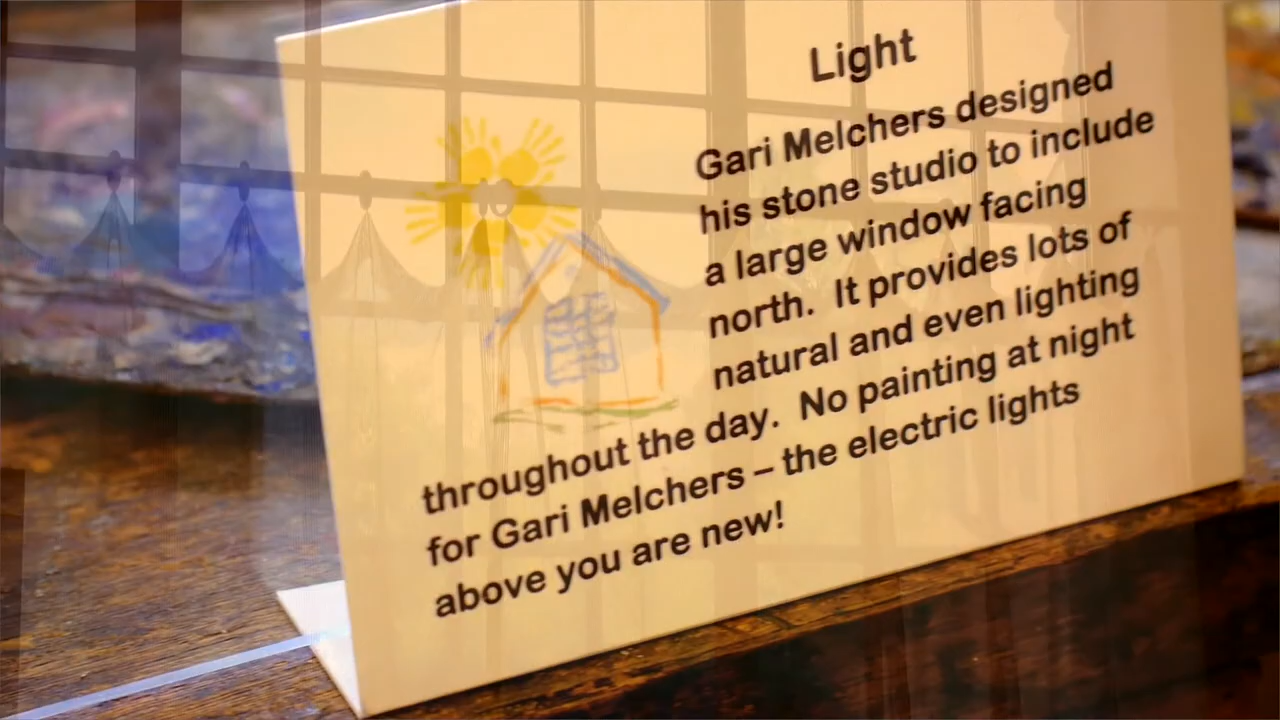 Light
Gari Melchers designed
his stone studio to include
a large window facing
north. It provides lots of
natural and even lighting
throughout the day. No painting at night
for Gari Melchers – the electric lights
above you are new!